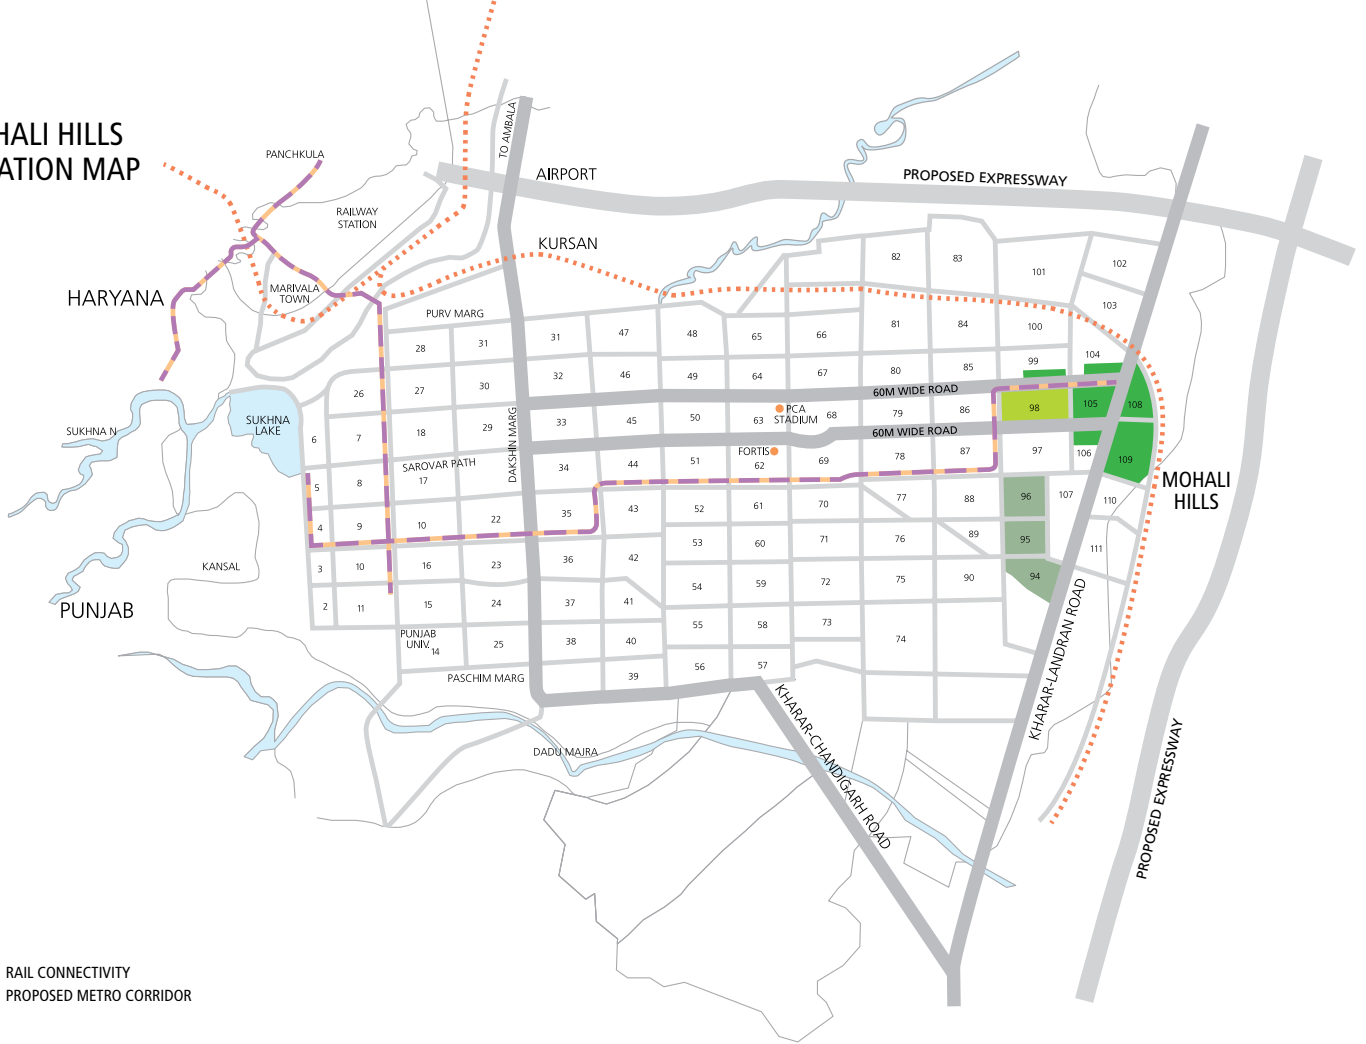 HALI HILLS
ATION MAP
PANCHKULA
TO AMBALA
AIRPORT
PROPOSED EXPRESSWAY
RAILWAY
STATION
KURSAN
HARYANA
MARIVALA
TOWN
PURV MARG
82
83
101
102
103
28
31
31
47
48
65
66
81
84
100
26
27
30
32
46
49
64
67
80
85
99
104
60M WIDE ROAD
SUKHNA N
SUKHNA
LAKE
6
7
18
29
DAKSHIN MARG
33
45
50
63
PCA
STADIUM
68
79
86
98
105
108
60M WIDE ROAD
SAROVAR PATH
5
8
17
34
44
51
FORTIS
62
69
78
87
97
106
109
MOHALI
HILLS
4
9
10
22
35
43
52
61
70
77
88
96
107
110
KANSAL
3
10
16
23
36
42
53
60
71
76
89
95
111
PUNJAB
2
11
15
24
37
41
54
59
72
75
90
94
PUNJAB
UNIV.
14
25
38
40
55
58
73
74
PASCHIM MARG
39
56
57
KHARAR-LANDRAN ROAD
DADU MAJRA
KHARAR-CHANDIGARH ROAD
PROPOSED EXPRESSWAY
RAIL CONNECTIVITY
PROPOSED METRO CORRIDOR